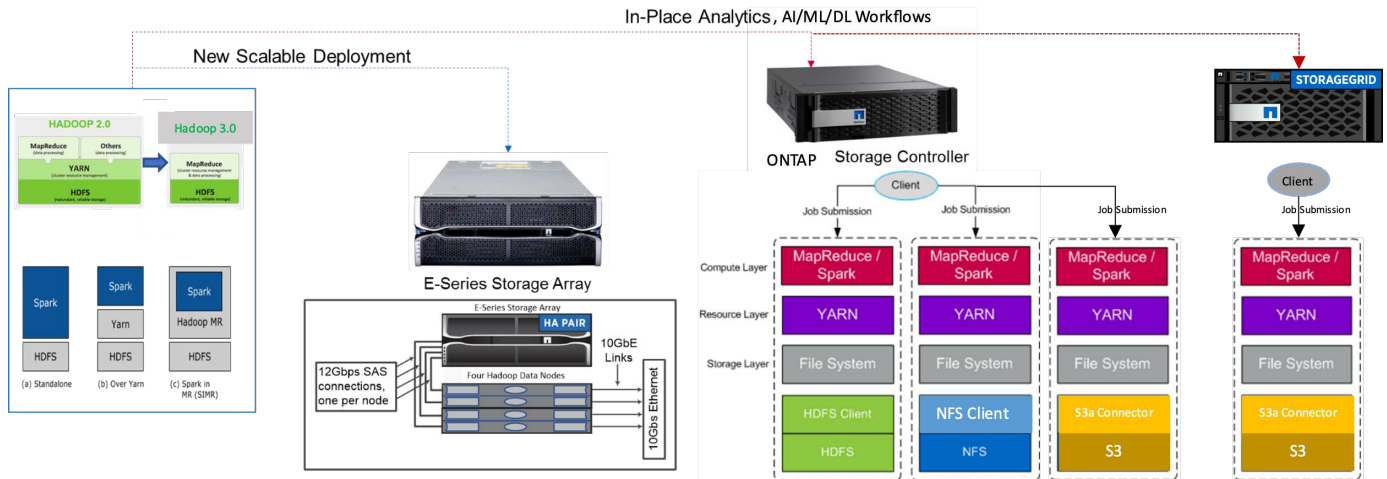 In-Place Analytics, AI/ML/DL Workflows
New Scalable Deployment
HADOOP 2.0
MapReduce
(data processing)
Others
(data processing)
YARN
(cluster resource management)
HDFS
(redundant, reliable storage)
Hadoop 3.0
MapReduce
(cluster resource management
& data processing)
HDFS
(redundant, reliable storage)
Spark
HDFS
(a) Standalone
Spark
Yarn
HDFS
(b) Over Yarn
Spark
Hadoop MR
HDFS
(c) Spark in
MR (SIMR)
E-Series Storage Array
E-Series Storage Array
HA PAIR
10GbE
Links
12Gbps SAS
connections,
one per node
Four Hadoop Data Nodes
10Gbs Ethernet
ONTAP
Storage Controller
STORAGEGRID
Client
Job Submission
Job Submission
Job Submission
Client
Job Submission
Compute Layer
Resource Layer
Storage Layer
MapReduce /
Spark
YARN
File System
HDFS Client
HDFS
MapReduce /
Spark
YARN
File System
NFS Client
NFS
MapReduce /
Spark
YARN
File System
S3a Connector
S3
MapReduce /
Spark
YARN
File System
S3a Connector
S3